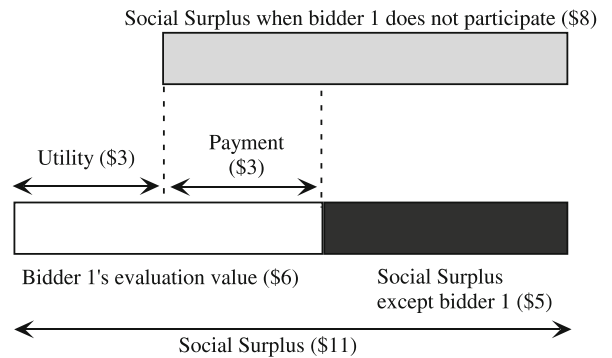 Social Surplus when bidder 1 does not participate ($8)
Utility ($3)
Payment
($3)
Bidder 1's evaluation value ($6)
Social Surplus
except bidder 1 ($5)
Social Surplus ($11)